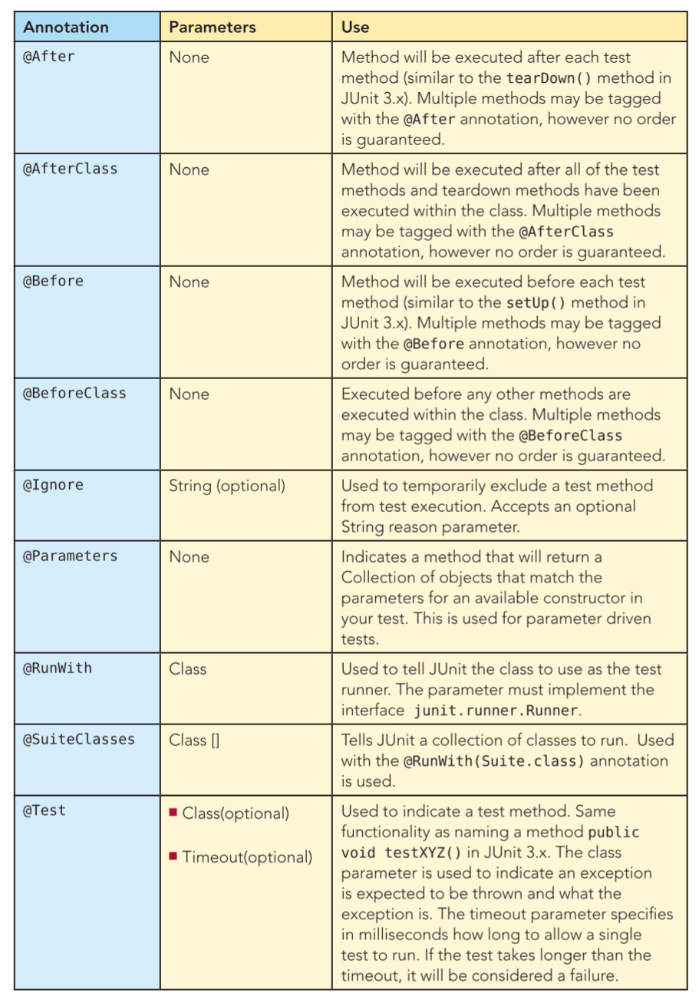 Annotation Parameters Use
@After None Method will be executed after each test
method (similar to the tearDown() method in
JUnit 3.x). Multiple methods may be tagged
with the @After annotation, however no order
is guaranteed.
@AfterClass None Method will be executed after all of the test
methods and teardown methods have been
executed within the class. Multiple methods
may be tagged with the @AfterClass
annotation, however no order is guaranteed.
@Before None Method will be executed before each test
method (similar to the setUp() method in
JUnit 3.x). Multiple methods may be tagged
with the @Before annotation, however no
order is guaranteed.
@BeforeClass None Executed before any other methods are
executed within the class. Multiple methods
may be tagged with the @BeforeClass
annotation, however no order is guaranteed.
@Ignore String (optional) Used to temporarily exclude a test method
from test execution. Accepts an optional
String reason parameter.
@Parameters None Indicates a method that will return a
Collection of objects that match the
parameters for an available constructor in
your test. This is used for parameter driven
tests.
@RunWith Class Used to tell JUnit the class to use as the test
runner. The parameter must implement the
interface junit.runner.Runner.
@SuiteClasses Class [] Tells JUnit a collection of classes to run. Used
with the @RunWith(Suite.class) annotation
is used.
@Test Class(optional) Used to indicate a test method. Same
functionality as naming a method public
Timeout(optional) void testXYZ() in JUnit 3.x. The class
parameter is used to indicate an exception
is expected to be thrown and what the
exception is. The timeout parameter specifies
in milliseconds how long to allow a single
test to run. If the test takes longer than the
timeout, it will be considered a failure.